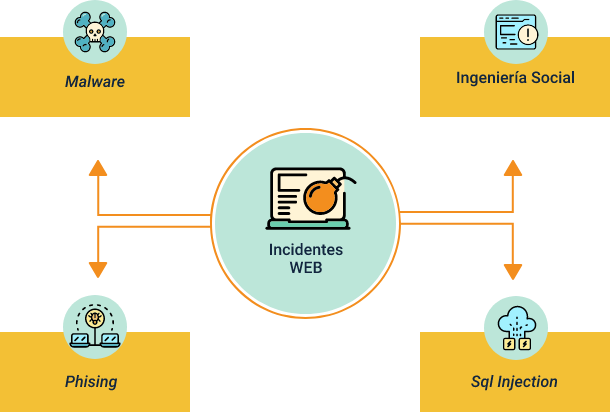 Malware
Ingeniería Social
Incidentes
WEB
Phising
Sql Injection